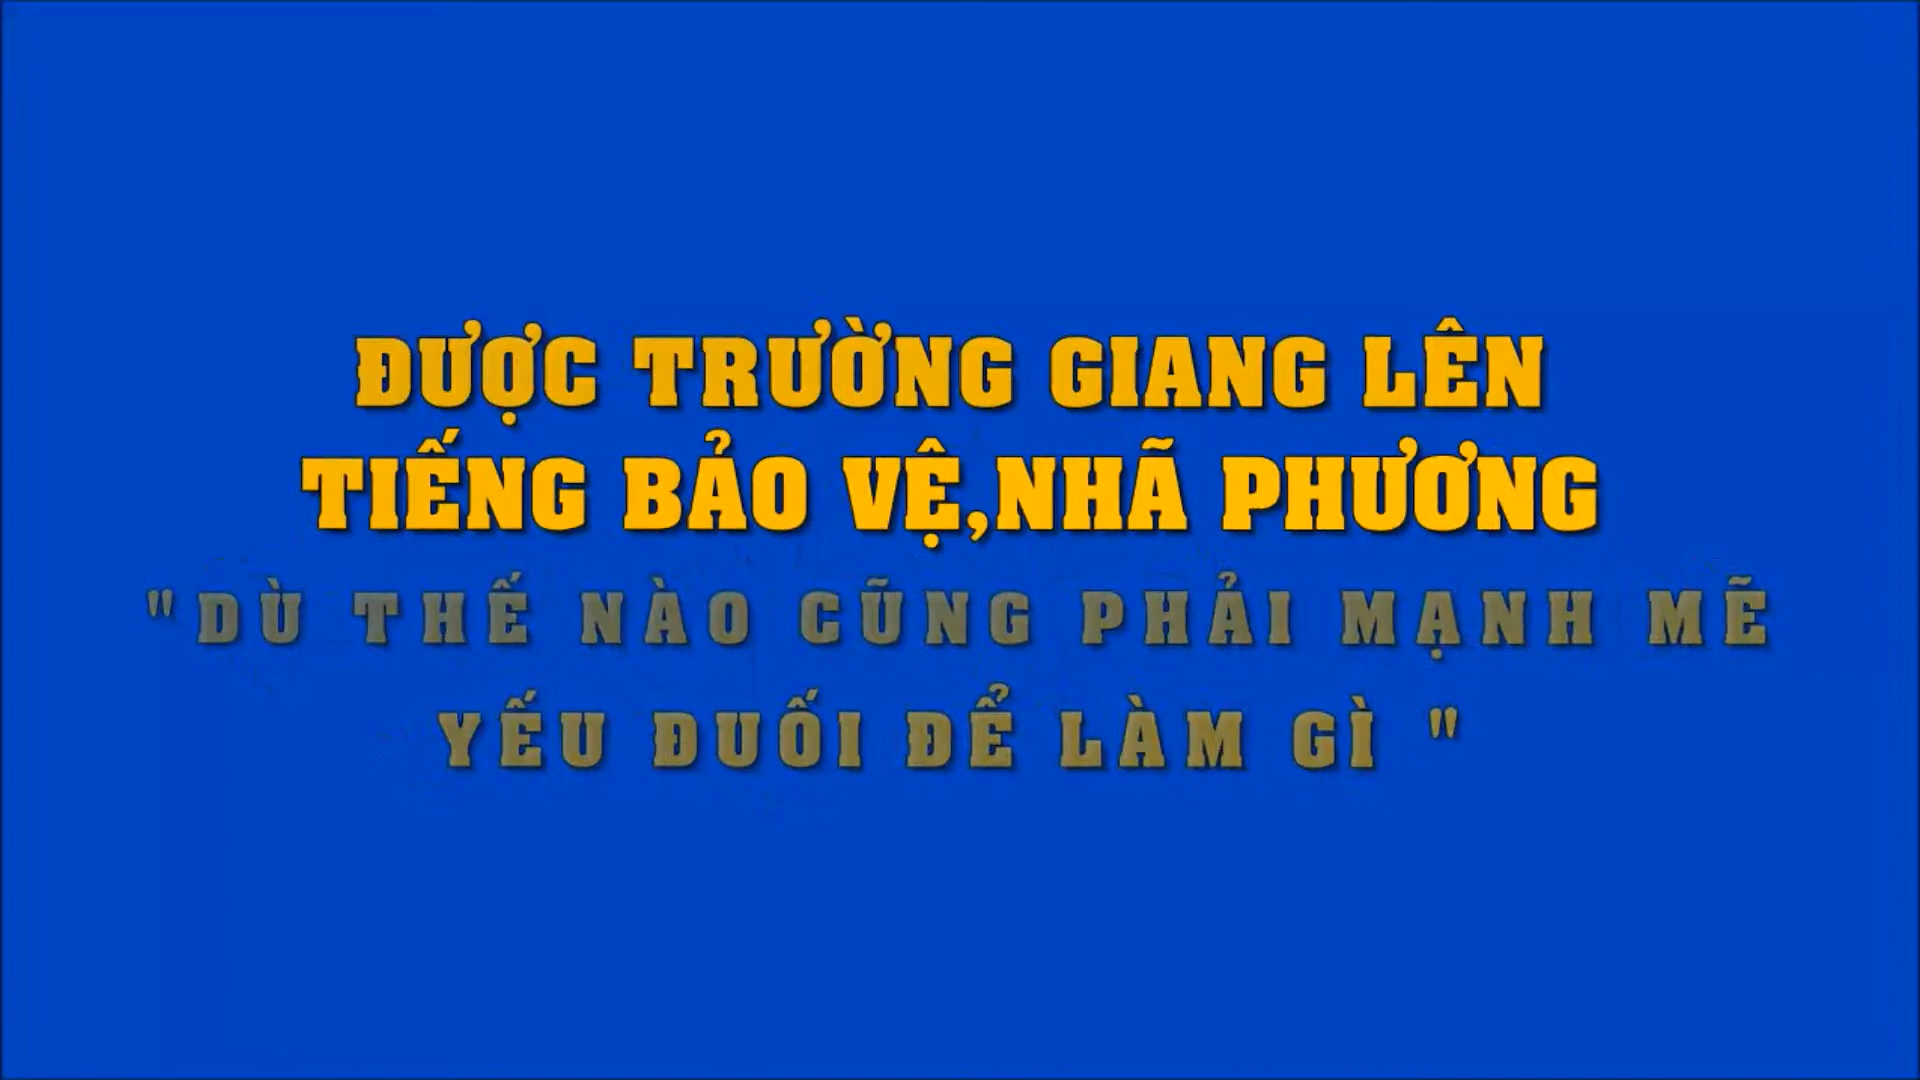 ĐƯỢC TRƯỜNG GIANG LÊN
TIẾNG BẢO VỆ,NHÃ PHƯƠNG
"DÙ THẾ NÀO CŨNG PHẢI MẠNH MẼ
YẾU ĐUỐI ĐỂ LÀM GÌ "